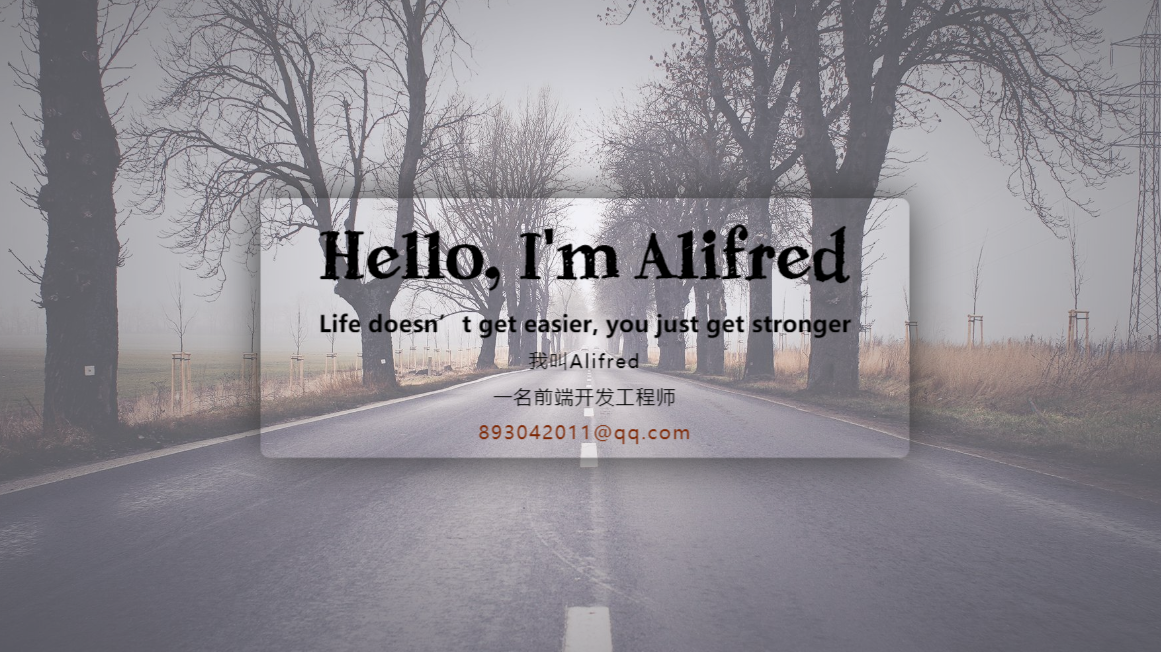 Hello, I'm Alifred
Life doesn’t get easier, you just get stronger
我叫Alifred
一名前端开发工程师
893042011@qq.com